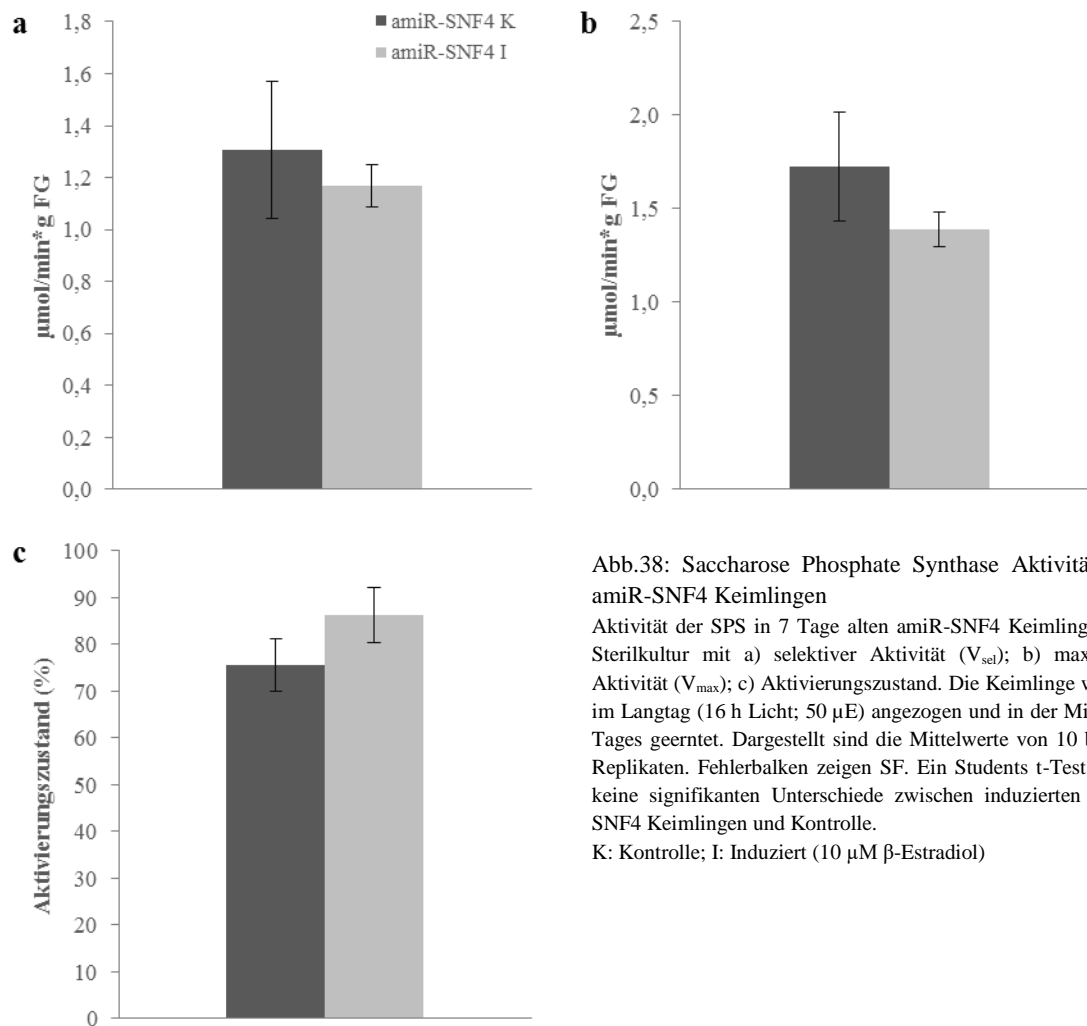 a
amiR-SNF4 K
amiR-SNF4 I
1,8
1,6
1,4
1,2
1,0
0,8
0,6
0,4
0,2
0,0
µmol/min*g FG
b
2,5
2,0
1,5
1,0
0,5
0,0
µmol/min*g FG
c
100
90
80
70
60
50
40
30
20
10
0
Aktivierungszustand (%)
Abb.38: Saccharose Phosphate Synthase
amiR-SNF4 Keimlingen
Aktivität der SPS in 7 Tage alten amiR-SNF4
Sterilkultur mit a) selektiver Aktivität (Vsel); b)
Aktivität (Vmax); c) Aktivierungszustand. Die Keimlinge
im Langtag (16 h Licht; 50 µE) angezogen und in der
Tages geerntet. Dargestellt sind die Mittelwerte von 10
Replikaten. Fehlerbalken zeigen SF. Ein Students t-Test
keine signifikanten Unterschiede zwischen induzierten
SNF4 Keimlingen und Kontrolle.
K: Kontrolle; I: Induziert (10 µM β-Estradiol)